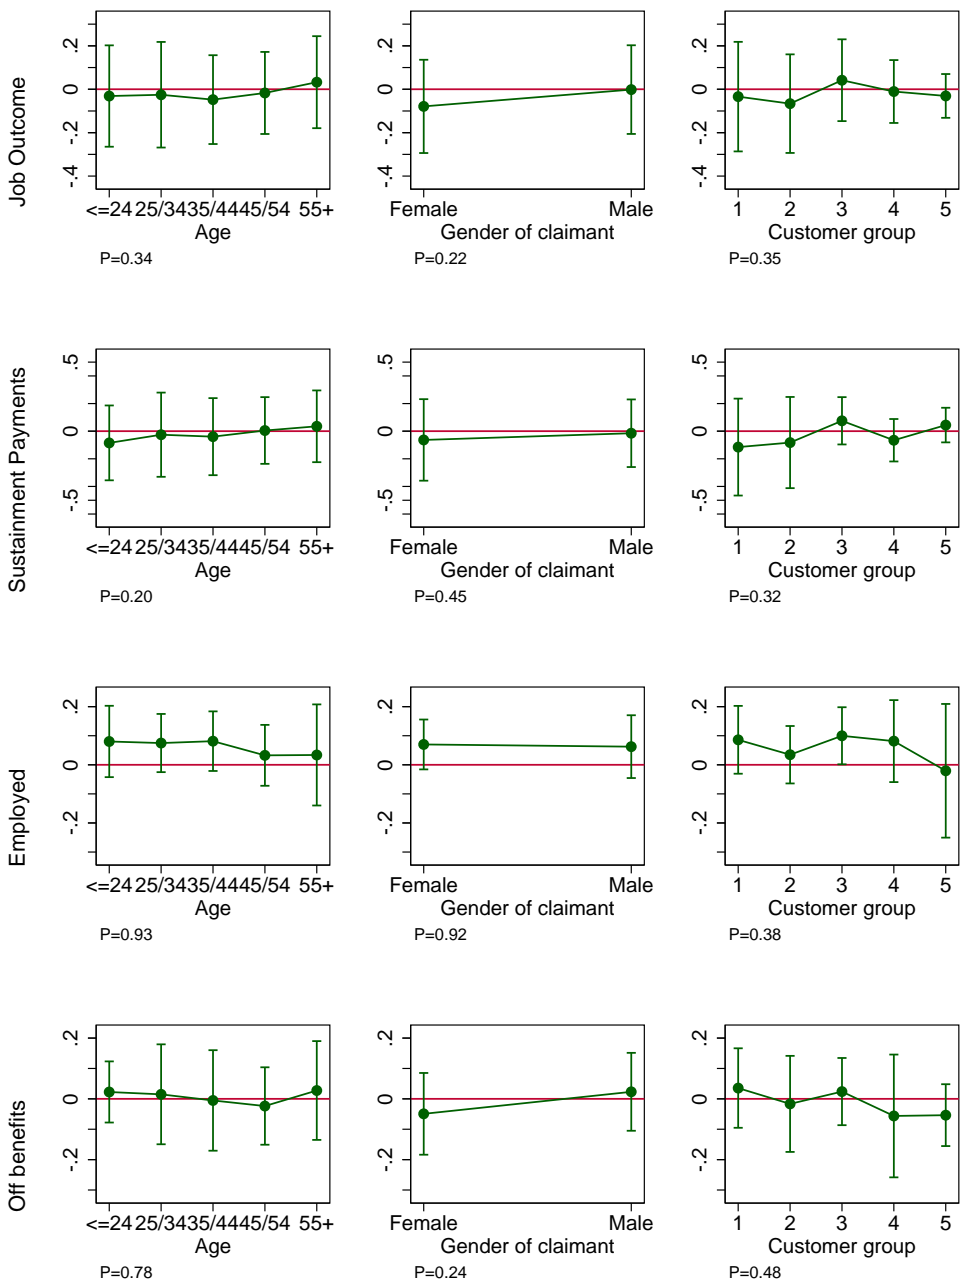 Job Outcome
.2
0
-.2
-.4
<=24 25/34 35/44 45/54 55+
Age
P=0.34
.2
0
-.2
-.4
Female Male
Gender of claimant
P=0.22
.2
0
-.2
-.4
1 2 3 4 5
Customer group
P=0.35
Sustainment Payments
.5
0
-.5
<=24 25/34 35/44 45/54 55+
Age
P=0.20
.5
0
-.5
Female Male
Gender of claimant
P=0.45
.5
0
-.5
1 2 3 4 5
Customer group
P=0.32
Employed
.2
0
-.2
<=24 25/34 35/44 45/54 55+
Age
P=0.93
.2
0
-.2
Female Male
Gender of claimant
P=0.92
.2
0
-.2
1 2 3 4 5
Customer group
P=0.38
Off benefits
.2
0
-.2
<=24 25/34 35/44 45/54 55+
Age
P=0.78
.2
0
-.2
Female Male
Gender of claimant
P=0.24
.2
0
-.2
1 2 3 4 5
Customer group
P=0.48